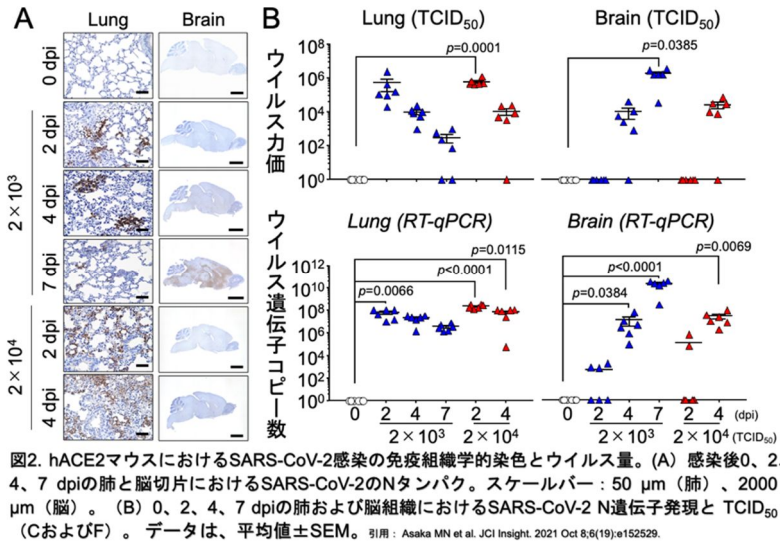 A
Lung
Brain
0 dpi
2 dpi
4 dpi
7 dpi
2×10³
2 dpi
4 dpi
2×10⁴
B
Lung (TCID₅₀)
Brain (TCID₅₀)
ウイルス力価
10⁸
10⁶
10⁴
10²
10⁰
p=0.0001
10⁸
10⁶
10⁴
10²
10⁰
p=0.0385
Lung (RT-qPCR)
Brain (RT-qPCR)
ウイルス遺伝子コピー数
10¹²
10¹⁰
10⁸
10⁶
10⁴
10²
10⁰
p=0.0115
p<0.0001
p=0.0066
10¹²
10¹⁰
10⁸
10⁶
10⁴
10²
10⁰
p=0.0069
p<0.0001
p=0.0384
0 2 4 7 2 4
0 2 4 7 2 4 (dpi)
2×10³ 2×10⁴
2×10³ 2×10⁴ (TCID₅₀)
図2. hACE2マウスにおけるSARS-CoV-2感染の免疫組織学的染色とウイルス量。(A) 感染後0、2、
4、7 dpiの肺と脳切片におけるSARS-CoV-2のNタンパク。スケールバー：50 μm（肺）、2000
μm（脳）。（B）0、2、4、7 dpiの肺および脳組織におけるSARS-CoV-2 N遺伝子発現と TCID₅₀
（CおよびF）。 データは、平均値±SEM。引用： Asaka MN et al. JCI Insight. 2021 Oct 8;6(19):e152529.